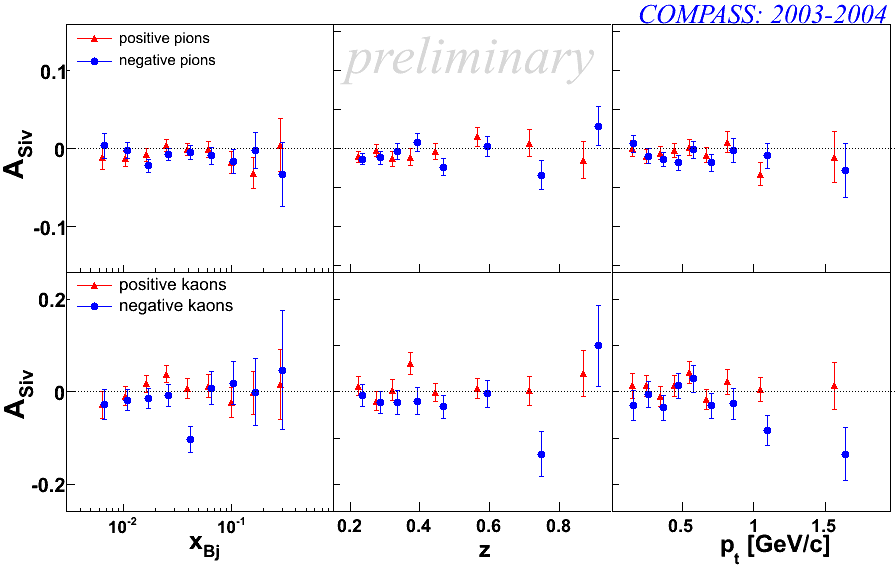 COMPASS: 2003-2004
positive pions
negative pions
preliminary
0.1
0
-0.1
A_Siv
positive kaons
negative kaons
0.2
0
-0.2
A_Siv
10^-2 10^-1
0.2 0.4 0.6 0.8
0.5 1 1.5
x_Bj
z
p_t [GeV/c]